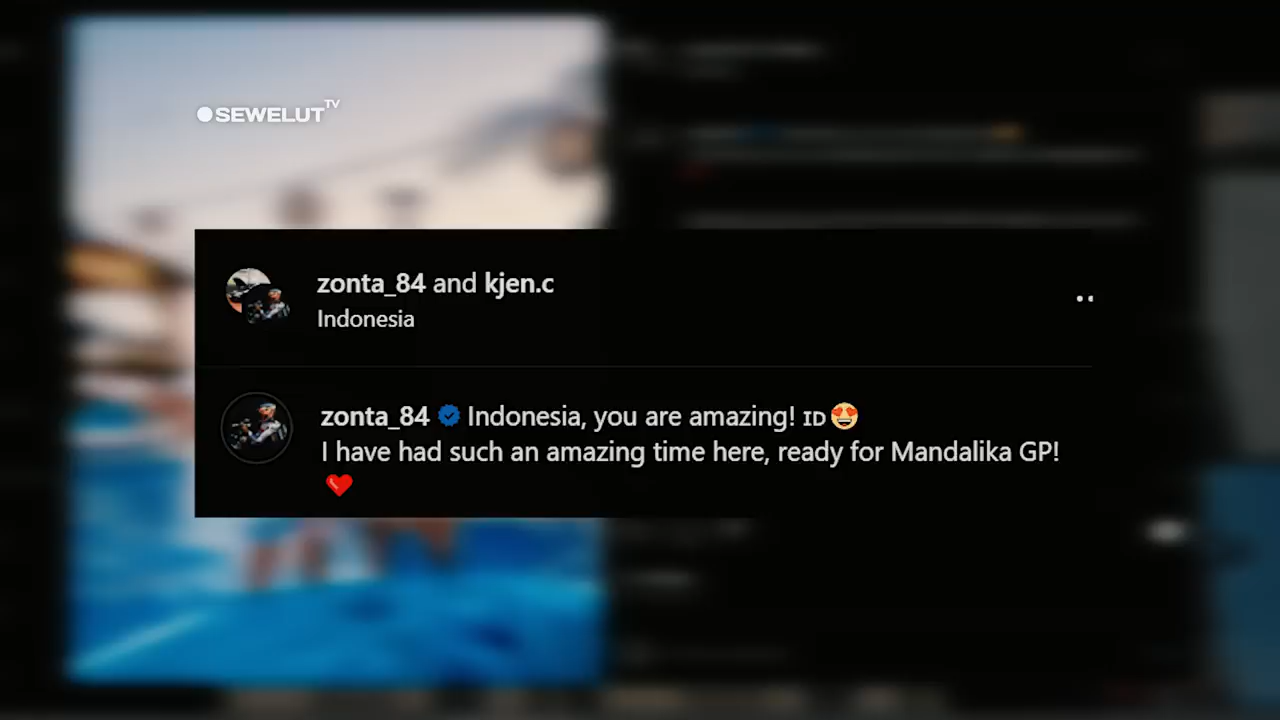 SEWELUT TV
zonta_84 and kjen.c
Indonesia
zonta_84 Indonesia, you are amazing! ɪᴅ😍
I have had such an amazing time here, ready for Mandalika GP!
❤️